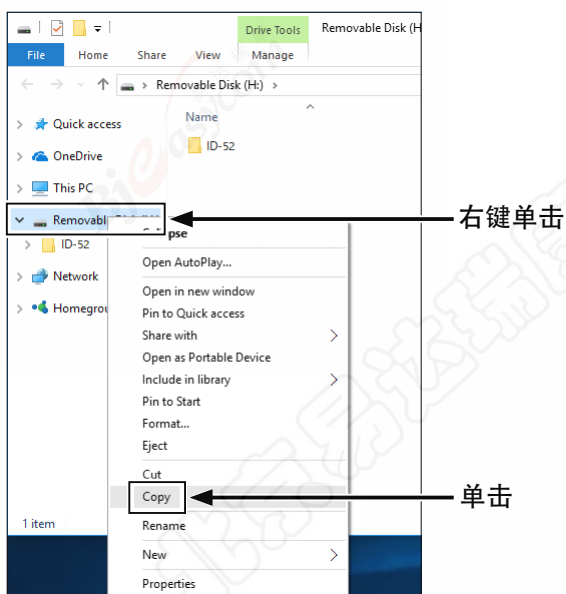 Drive Tools
Removable Disk (H
File
Home
Share
View
Manage
Removable Disk (H:)
Name
Quick access
ID-52
OneDrive
This PC
Removabl
右键单击
pse
ID-52
Open AutoPlay...
Network
Open in new window
Homegrou
Pin to Quick access
Share with
Open as Portable Device
Include in library
Pin to Start
Format...
Eject
Cut
Copy
单击
1 item
Rename
New
Properties